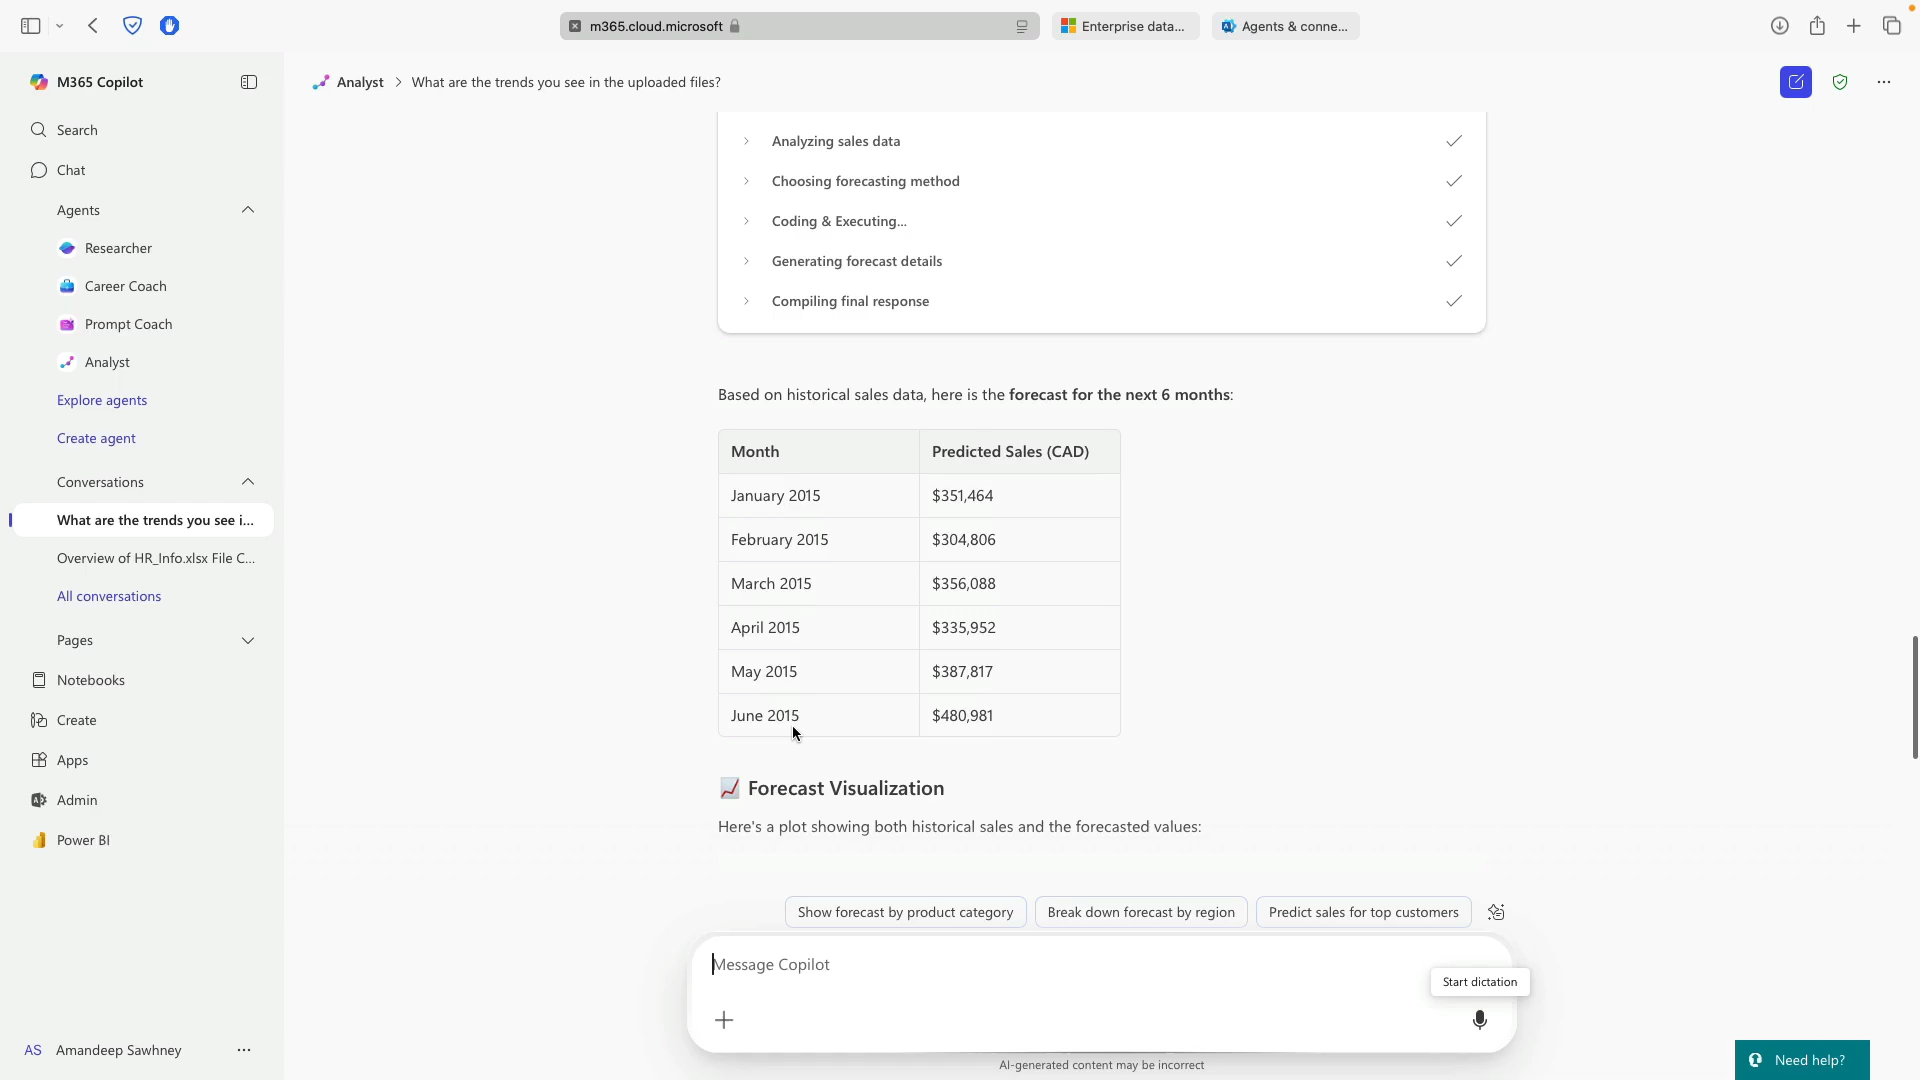 m365.cloud.microsoft
Enterprise data...
Agents & conne...
M365 Copilot
Search
Chat
Agents
Researcher
Career Coach
Prompt Coach
Analyst
Explore agents
Create agent
Conversations
What are the trends you see i...
Overview of HR_Info.xlsx File C...
All conversations
Pages
Notebooks
Create
Apps
Admin
Power BI
AS Amandeep Sawhney
Analyst > What are the trends you see in the uploaded files?
Analyzing sales data
Choosing forecasting method
Coding & Executing...
Generating forecast details
Compiling final response
Based on historical sales data, here is the forecast for the next 6 months:
Month Predicted Sales (CAD)
January 2015 $351,464
February 2015 $304,806
March 2015 $356,088
April 2015 $335,952
May 2015 $387,817
June 2015 $480,981
📈 Forecast Visualization
Here's a plot showing both historical sales and the forecasted values:
Show forecast by product category
Break down forecast by region
Predict sales for top customers
Message Copilot
Start dictation
AI-generated content may be incorrect
Need help?